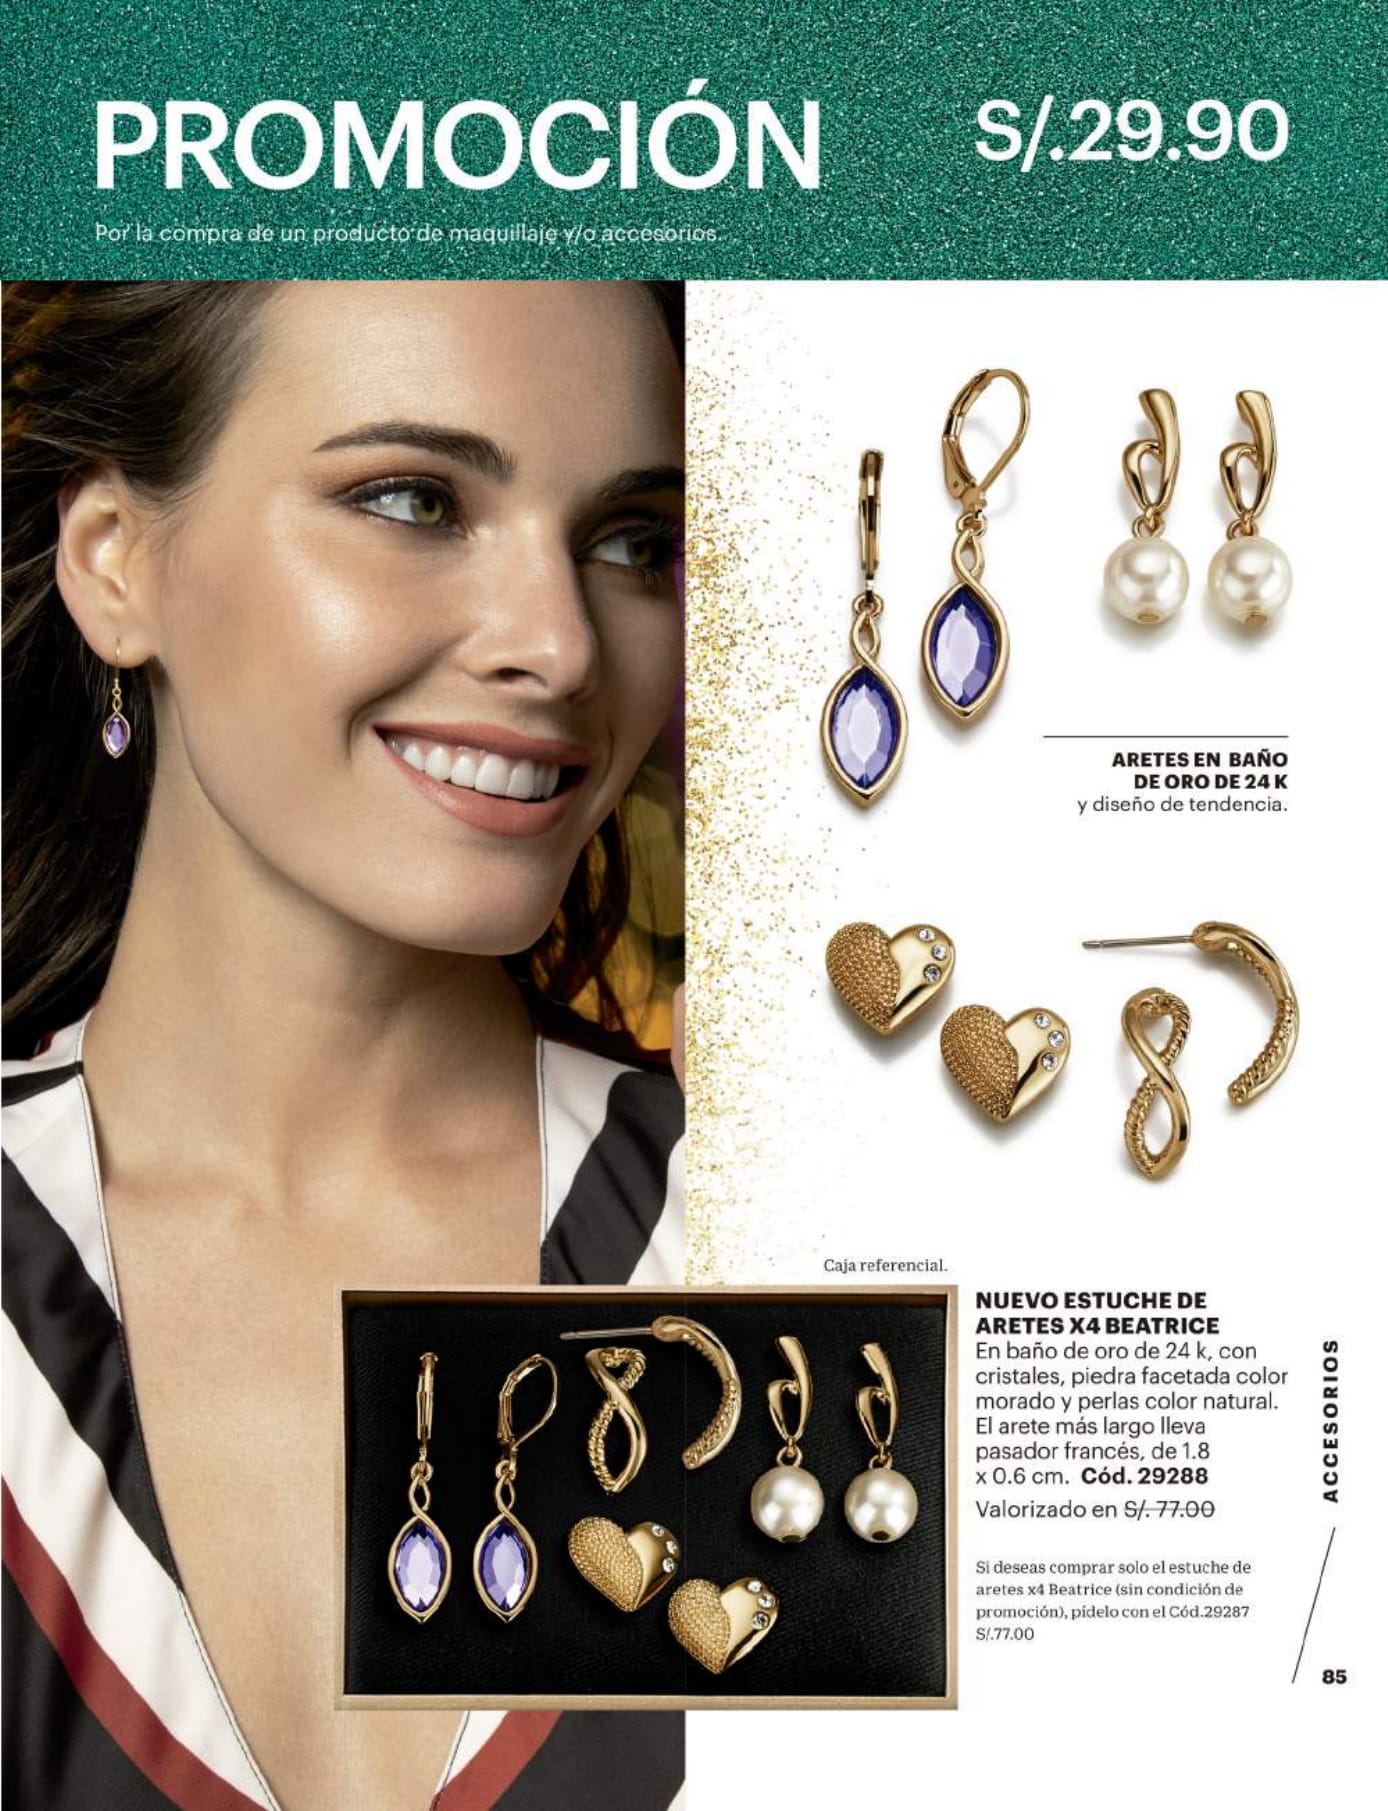 PROMOCIÓN
S/.29.90
Por la compra de un producto de maquillaje y/o accesorios.
ARETES EN BAÑO
DE ORO DE 24 K
y diseño de tendencia.
Caja referencial.
NUEVO ESTUCHE DE
ARETES X4 BEATRICE
En baño de oro de 24 k, con
cristales, piedra facetada color
morado y perlas color natural.
El arete más largo lleva
pasador francés, de 1.8
x 0.6 cm. Cód. 29288
Valorizado en S/. 77.00
Si deseas comprar solo el estuche de
aretes x4 Beatrice (sin condición de
promoción), pídelo con el Cód.29287
S/.77.00
ACCESORIOS
85